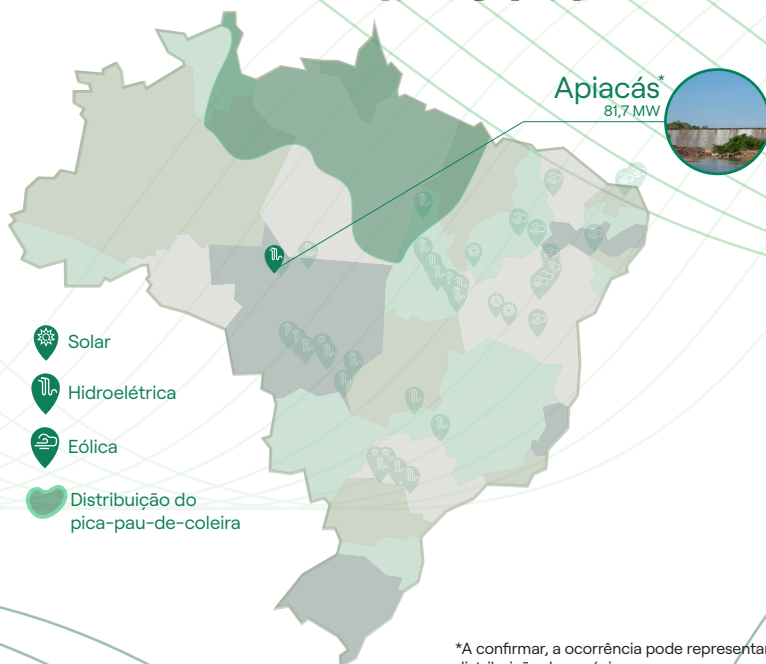 Apiacás*
81,7 MW
Solar
Hidroelétrica
Eólica
Distribuição do
pica-pau-de-coleira
*A confirmar, a ocorrência pode representar